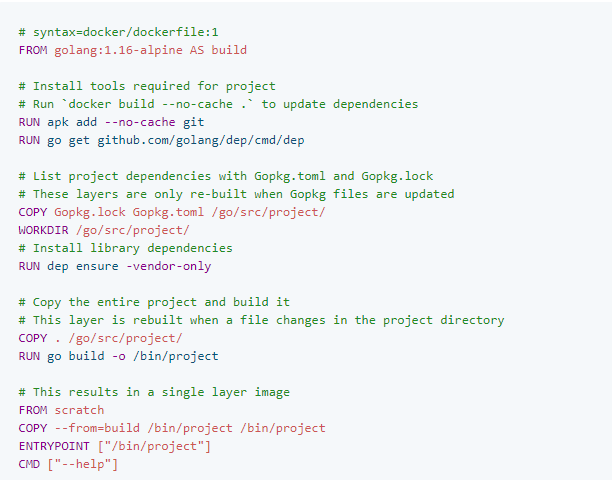 # syntax=docker/dockerfile:1
FROM golang:1.16-alpine AS build

# Install tools required for project
# Run `docker build --no-cache .` to update dependencies
RUN apk add --no-cache git
RUN go get github.com/golang/dep/cmd/dep

# List project dependencies with Gopkg.toml and Gopkg.lock
# These layers are only re-built when Gopkg files are updated
COPY Gopkg.lock Gopkg.toml /go/src/project/
WORKDIR /go/src/project/
# Install library dependencies
RUN dep ensure -vendor-only

# Copy the entire project and build it
# This layer is rebuilt when a file changes in the project directory
COPY . /go/src/project/
RUN go build -o /bin/project

# This results in a single layer image
FROM scratch
COPY --from=build /bin/project /bin/project
ENTRYPOINT ["/bin/project"]
CMD ["--help"]